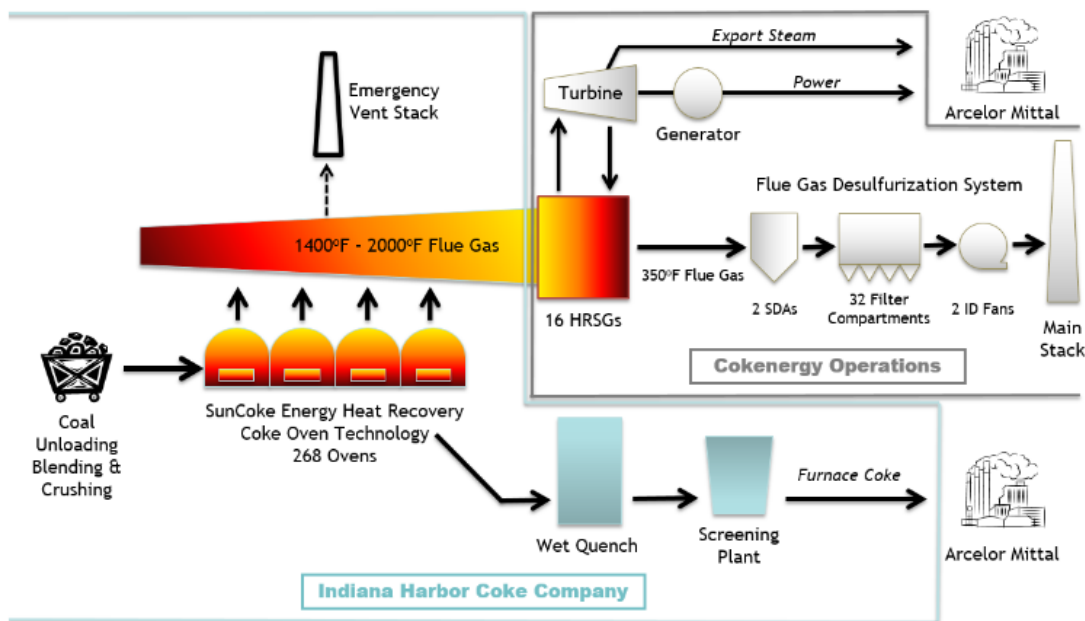 Export Steam
Turbine
Power
Generator
Arcelor Mittal
Emergency
Vent Stack
Flue Gas Desulfurization System
1400ºF - 2000ºF Flue Gas
350ºF Flue Gas
16 HRSGs
2 SDAs
32 Filter
Compartments
2 ID Fans
Main
Stack
Cokenergy Operations
Coal
Unloading
Blending &
Crushing
SunCoke Energy Heat Recovery
Coke Oven Technology
268 Ovens
Wet Quench
Screening
Plant
Furnace Coke
Arcelor Mittal
Indiana Harbor Coke Company